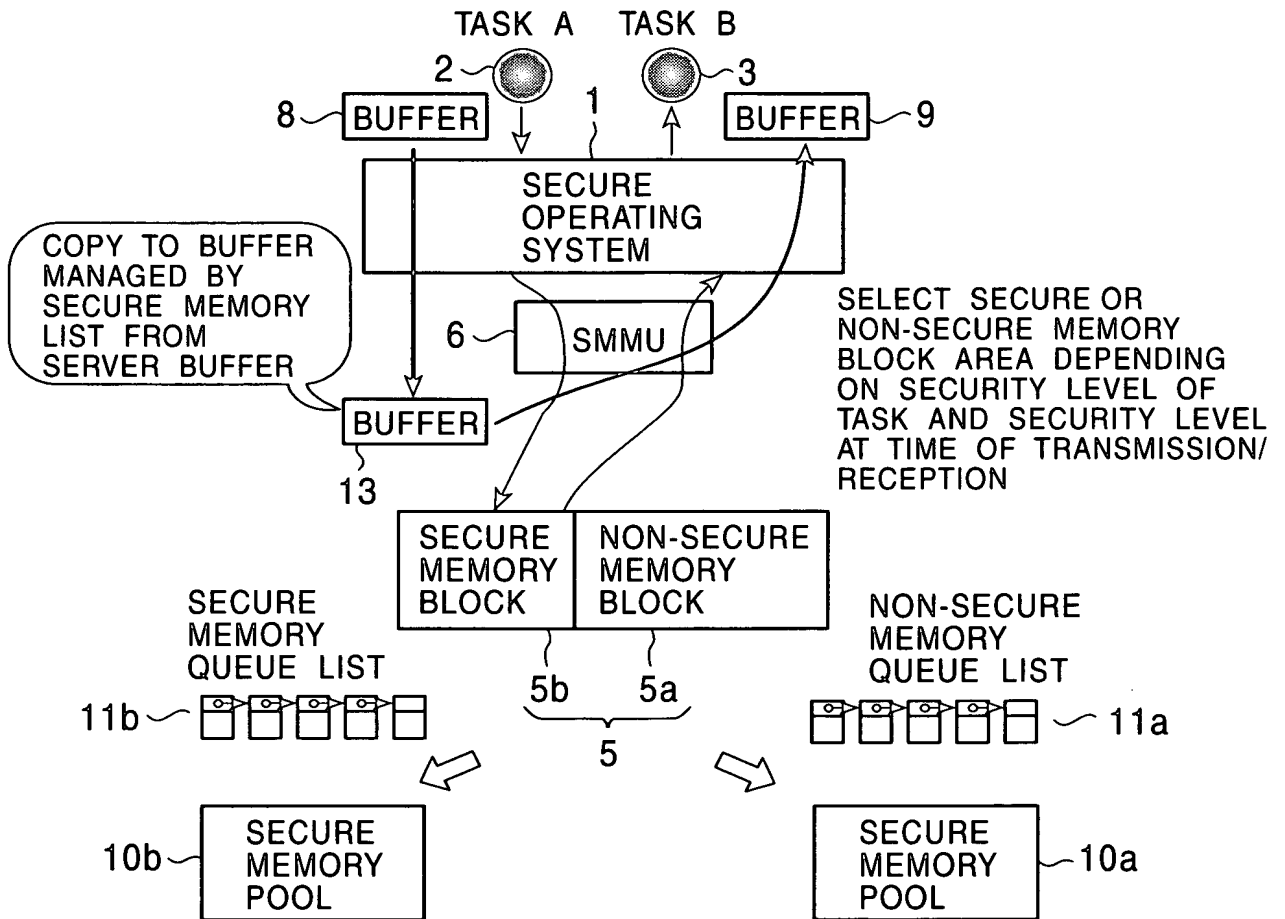 TASK A
TASK B
2
3
8
BUFFER
1
BUFFER
9
SECURE
OPERATING
SYSTEM
COPY TO BUFFER
MANAGED BY
SECURE MEMORY
LIST FROM
SERVER BUFFER
6
SMMU
SELECT SECURE OR
NON-SECURE MEMORY
BLOCK AREA DEPENDING
ON SECURITY LEVEL OF
TASK AND SECURITY LEVEL
AT TIME OF TRANSMISSION/
RECEPTION
BUFFER
13
SECURE
MEMORY
BLOCK
NON-SECURE
MEMORY
BLOCK
SECURE
MEMORY
QUEUE LIST
NON-SECURE
MEMORY
QUEUE LIST
5b
5a
11b
5
11a
10b
SECURE
MEMORY
POOL
SECURE
MEMORY
POOL
10a